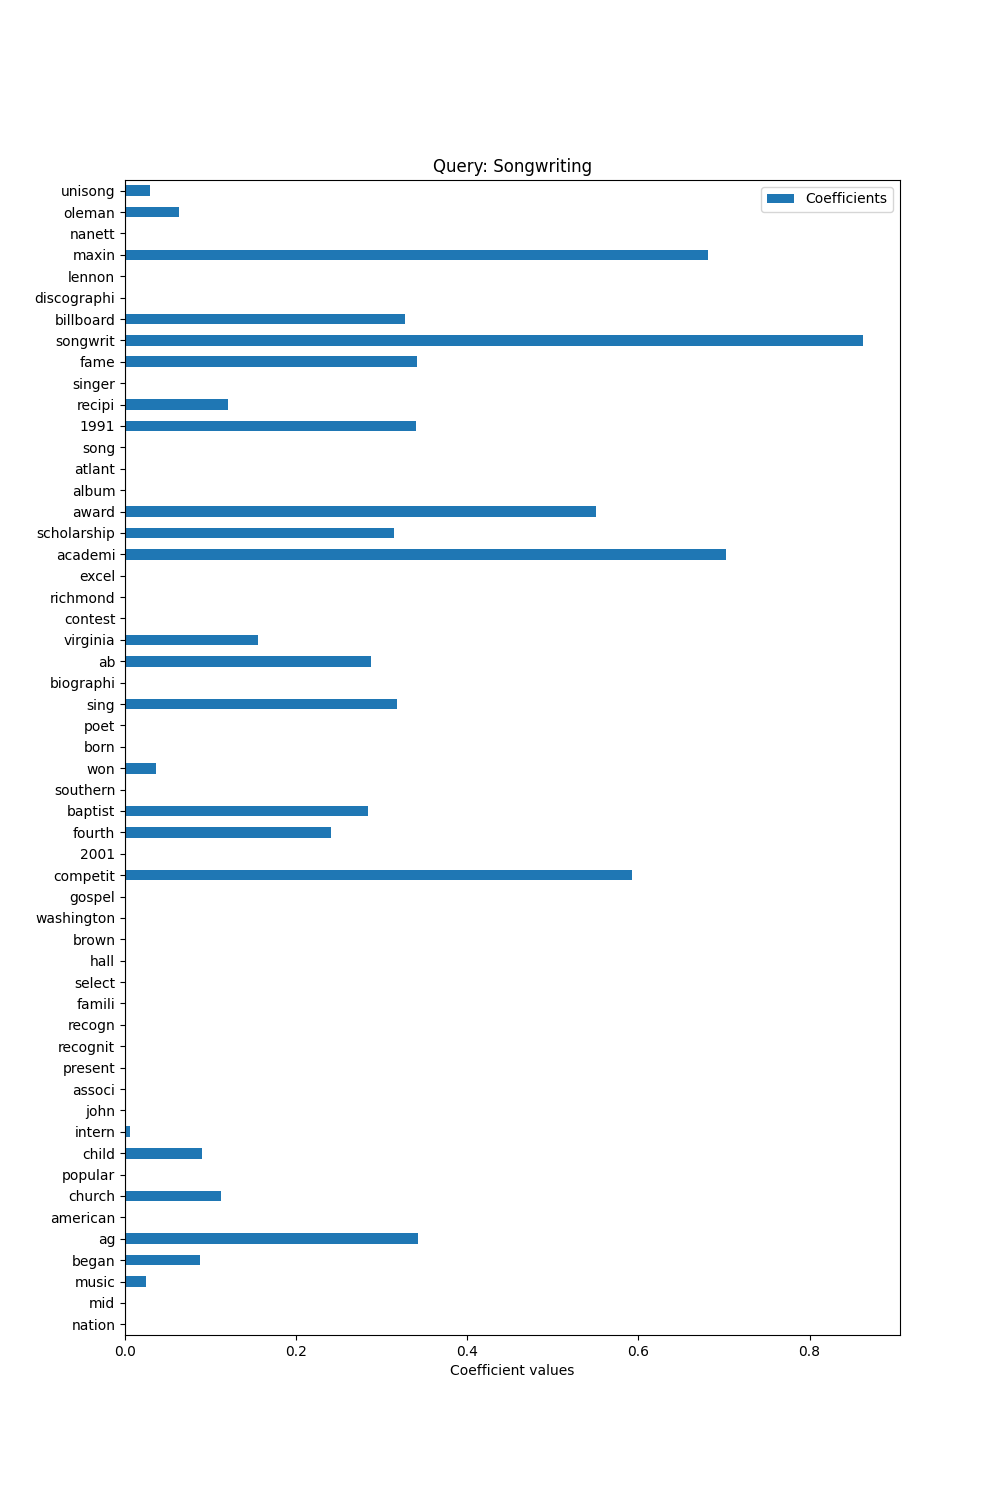 Query: Songwriting
Coefficients
unisong
oleman
nanett
maxin
lennon
discographi
billboard
songwrit
fame
singer
recipi
1991
song
atlant
album
award
scholarship
academi
excel
richmond
contest
virginia
ab
biographi
sing
poet
born
won
southern
baptist
fourth
2001
competit
gospel
washington
brown
hall
select
famili
recogn
recognit
present
associ
john
intern
child
popular
church
american
ag
began
music
mid
nation
0.0 0.2 0.4 0.6 0.8
Coefficient values